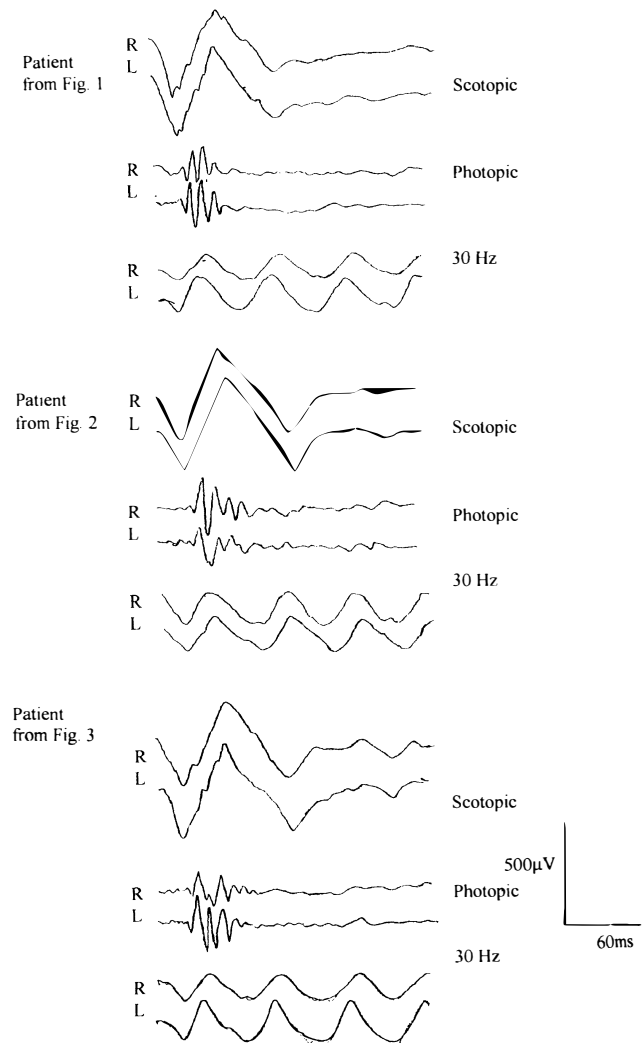 Patient
from Fig. 1
R
L
Scotopic
R
L
Photopic
R
L
30 Hz
Patient
from Fig. 2
R
L
Scotopic
R
L
Photopic
R
L
30 Hz
Patient
from Fig. 3
R
L
Scotopic
R
L
Photopic
R
L
30 Hz
500μV
60ms